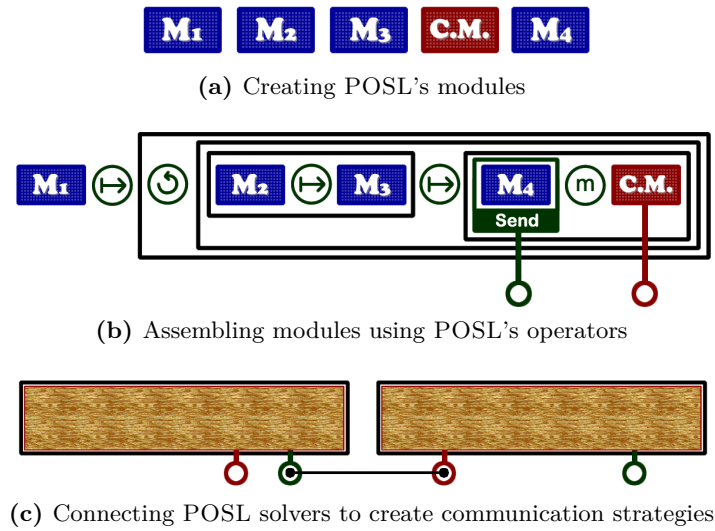 M₁ M₂ M₃ C.M. M₄
(a) Creating POSL's modules
M₁ ↦ ↺ M₂ ↦ M₃ ↦ M₄ m C.M.
Send
(b) Assembling modules using POSL's operators
(c) Connecting POSL solvers to create communication strategies